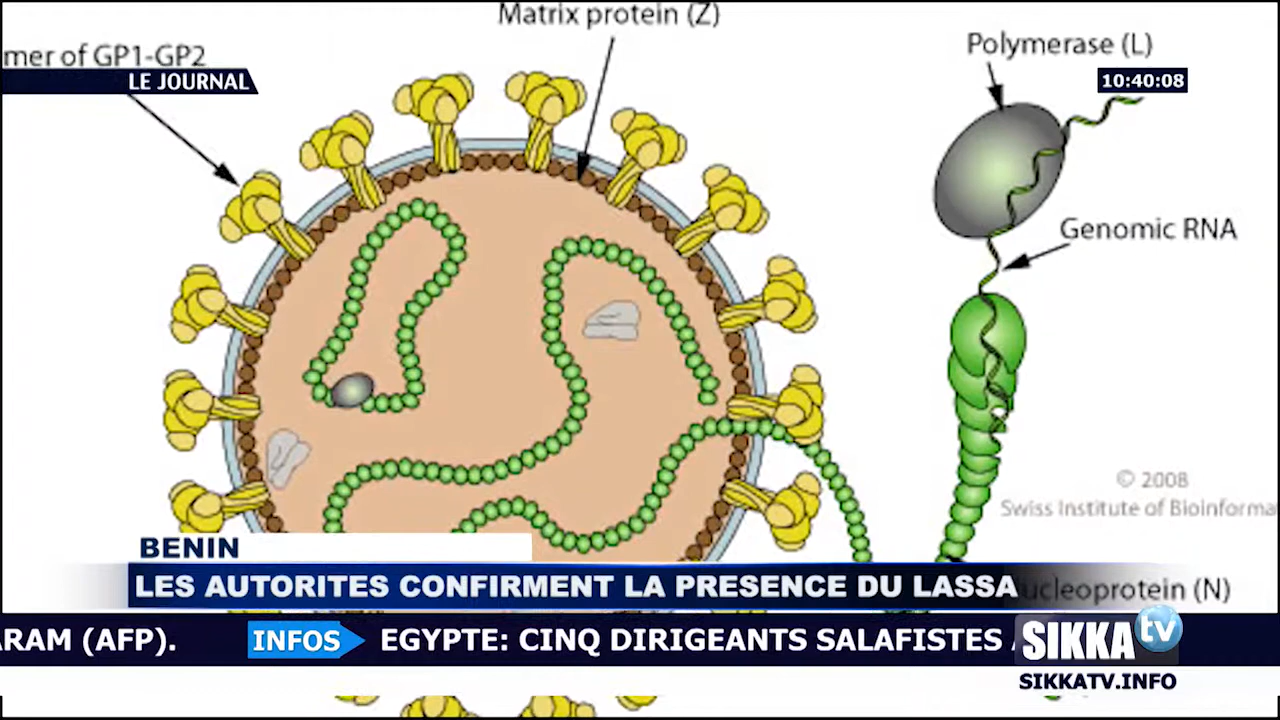 Matrix protein (Z)
mer of GP1-GP2
Polymerase (L)
LE JOURNAL
10:40:08
Genomic RNA
© 2008
Swiss Institute of Bioinforma
BENIN
LES AUTORITES CONFIRMENT LA PRESENCE DU LASSA
ucleoprotein (N)
ARAM (AFP). INFOS EGYPTE: CINQ DIRIGEANTS SALAFISTES
SIKKA tv
SIKKATV.INFO